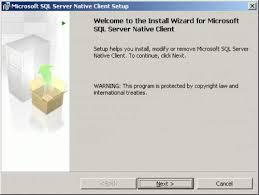 Microsoft SQL Server Native Client Setup
Welcome to the Install Wizard for Microsoft
SQL Server Native Client
Setup helps you install, modify or remove Microsoft SQL Server
Native Client. To continue, click Next.
WARNING: This program is protected by copyright law and
international treaties.
< Back
Next >
Cancel